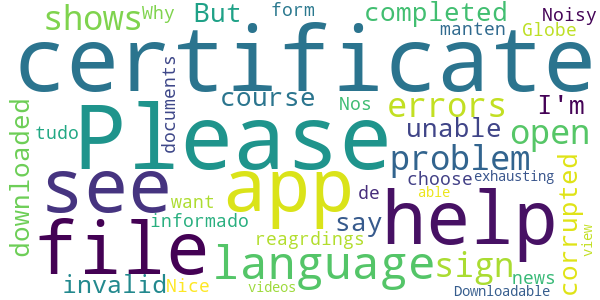 shows
Why
But
form
completed
Noisy
manten
Globe
certificate
documents
course
Nos
errors
I'm
downloaded
tudo
Please
unable
open
see
app
problem
choose
exhausting
corrupted
want
de
able
help
informado
say
file
reagrdings
view
language
sign
invalid
Nice
videos
news
Downloadable